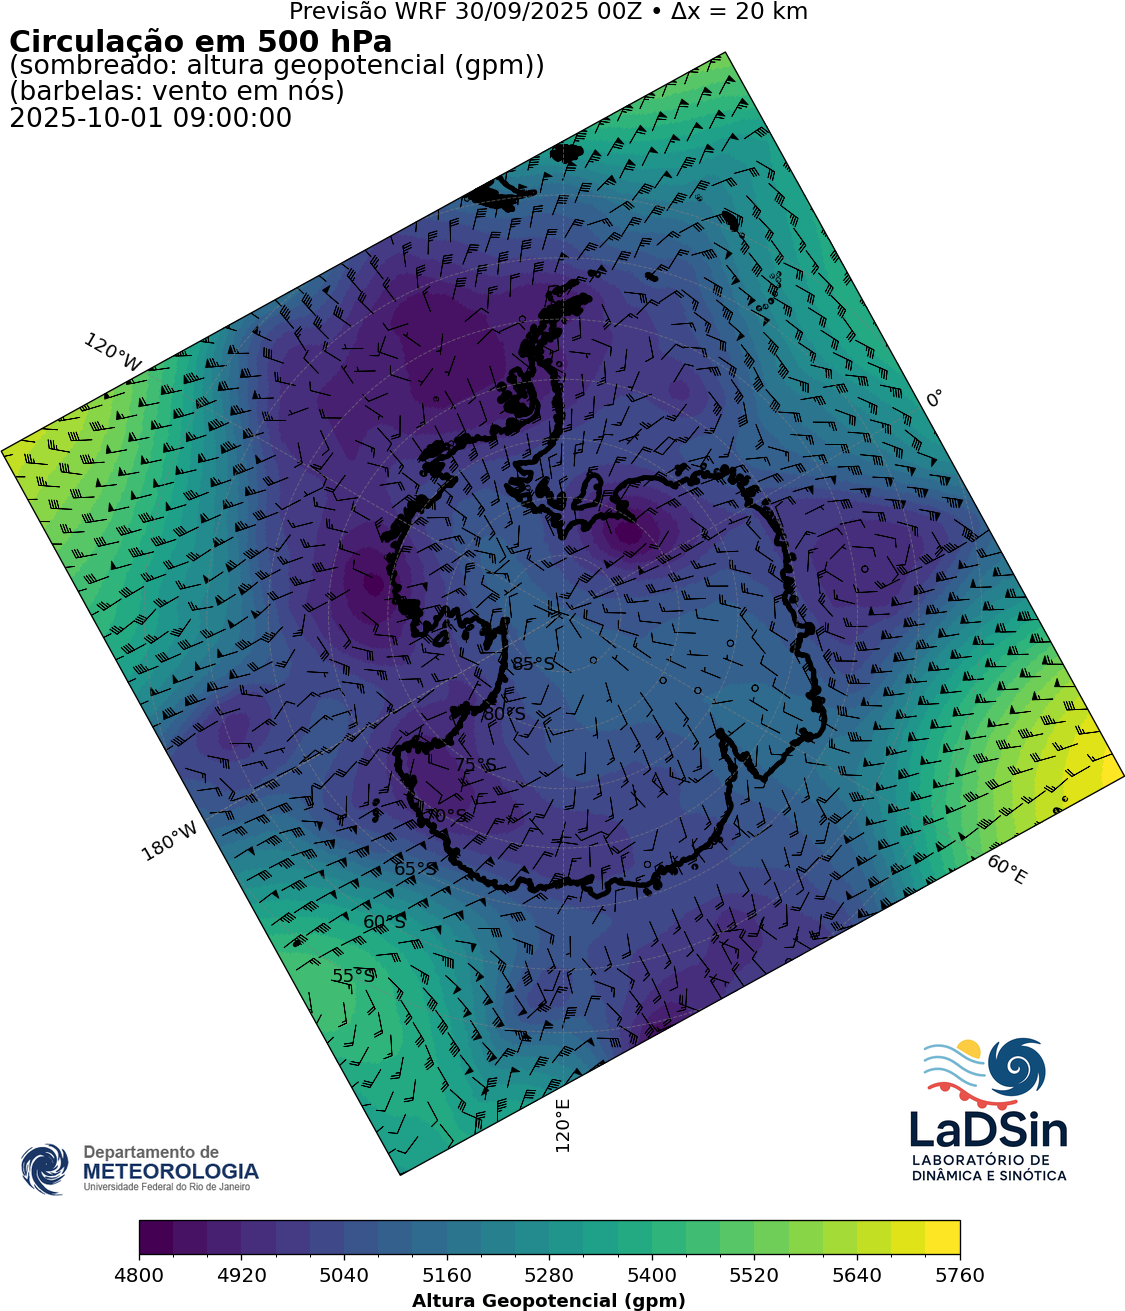 Previsão WRF 30/09/2025 00Z • Δx = 20 km
Circulação em 500 hPa
(sombreado: altura geopotencial (gpm))
(barbelas: vento em nós)
2025-10-01 09:00:00
120°W
0°
85°S
80°S
75°S
70°S
180°W
65°S
60°E
60°S
55°S
120°E
LaDSin
LABORATÓRIO DE
DINÂMICA E SINÓTICA
Departamento de
METEOROLOGIA
Universidade Federal do Rio de Janeiro
4800 4920 5040 5160 5280 5400 5520 5640 5760
Altura Geopotencial (gpm)